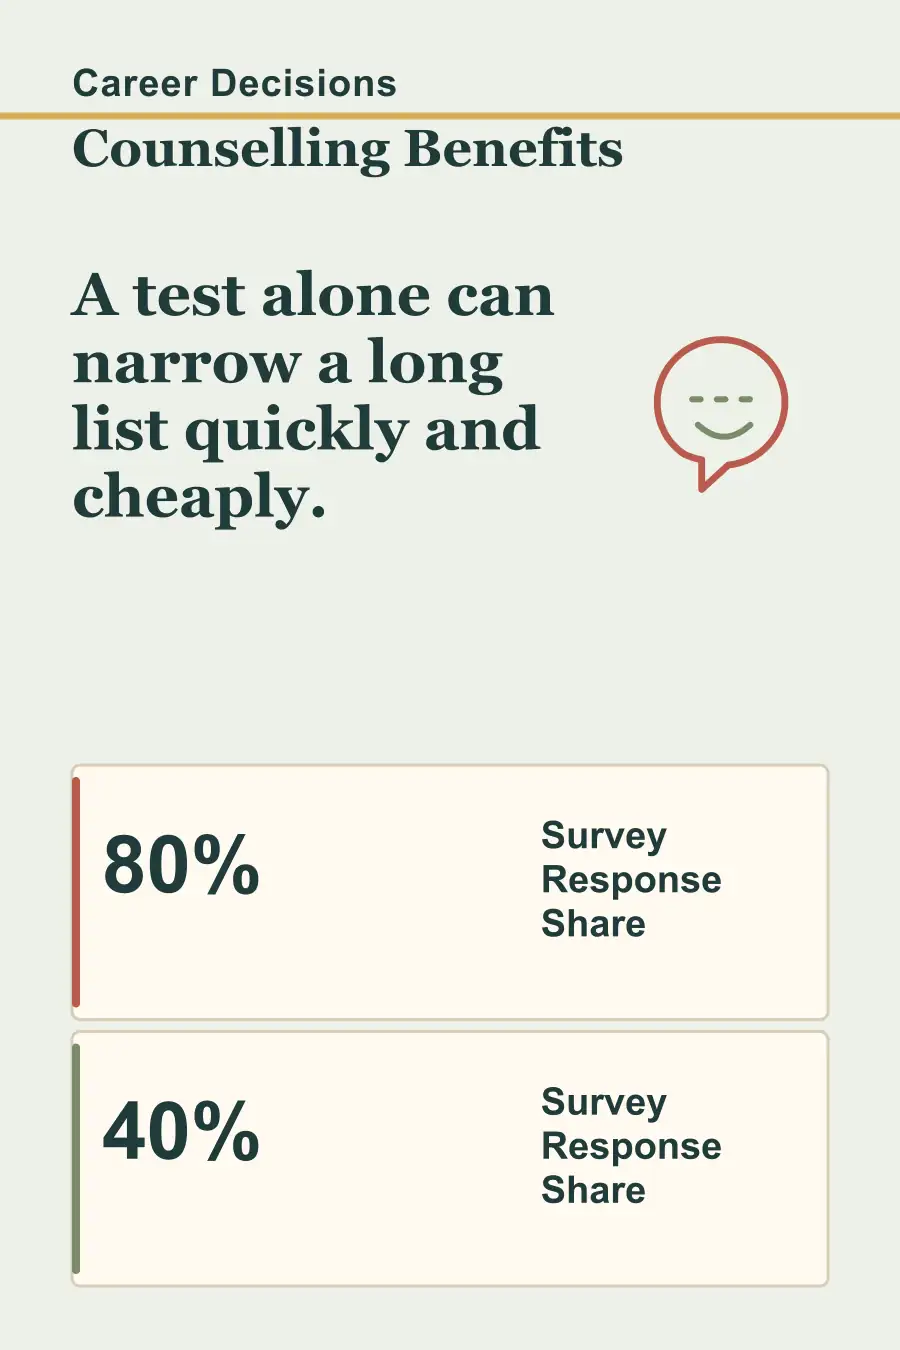 Career Decisions
Counselling Benefits
A test alone can
narrow a long
list quickly and
cheaply.
80%
Survey
Response
Share
40%
Survey
Response
Share